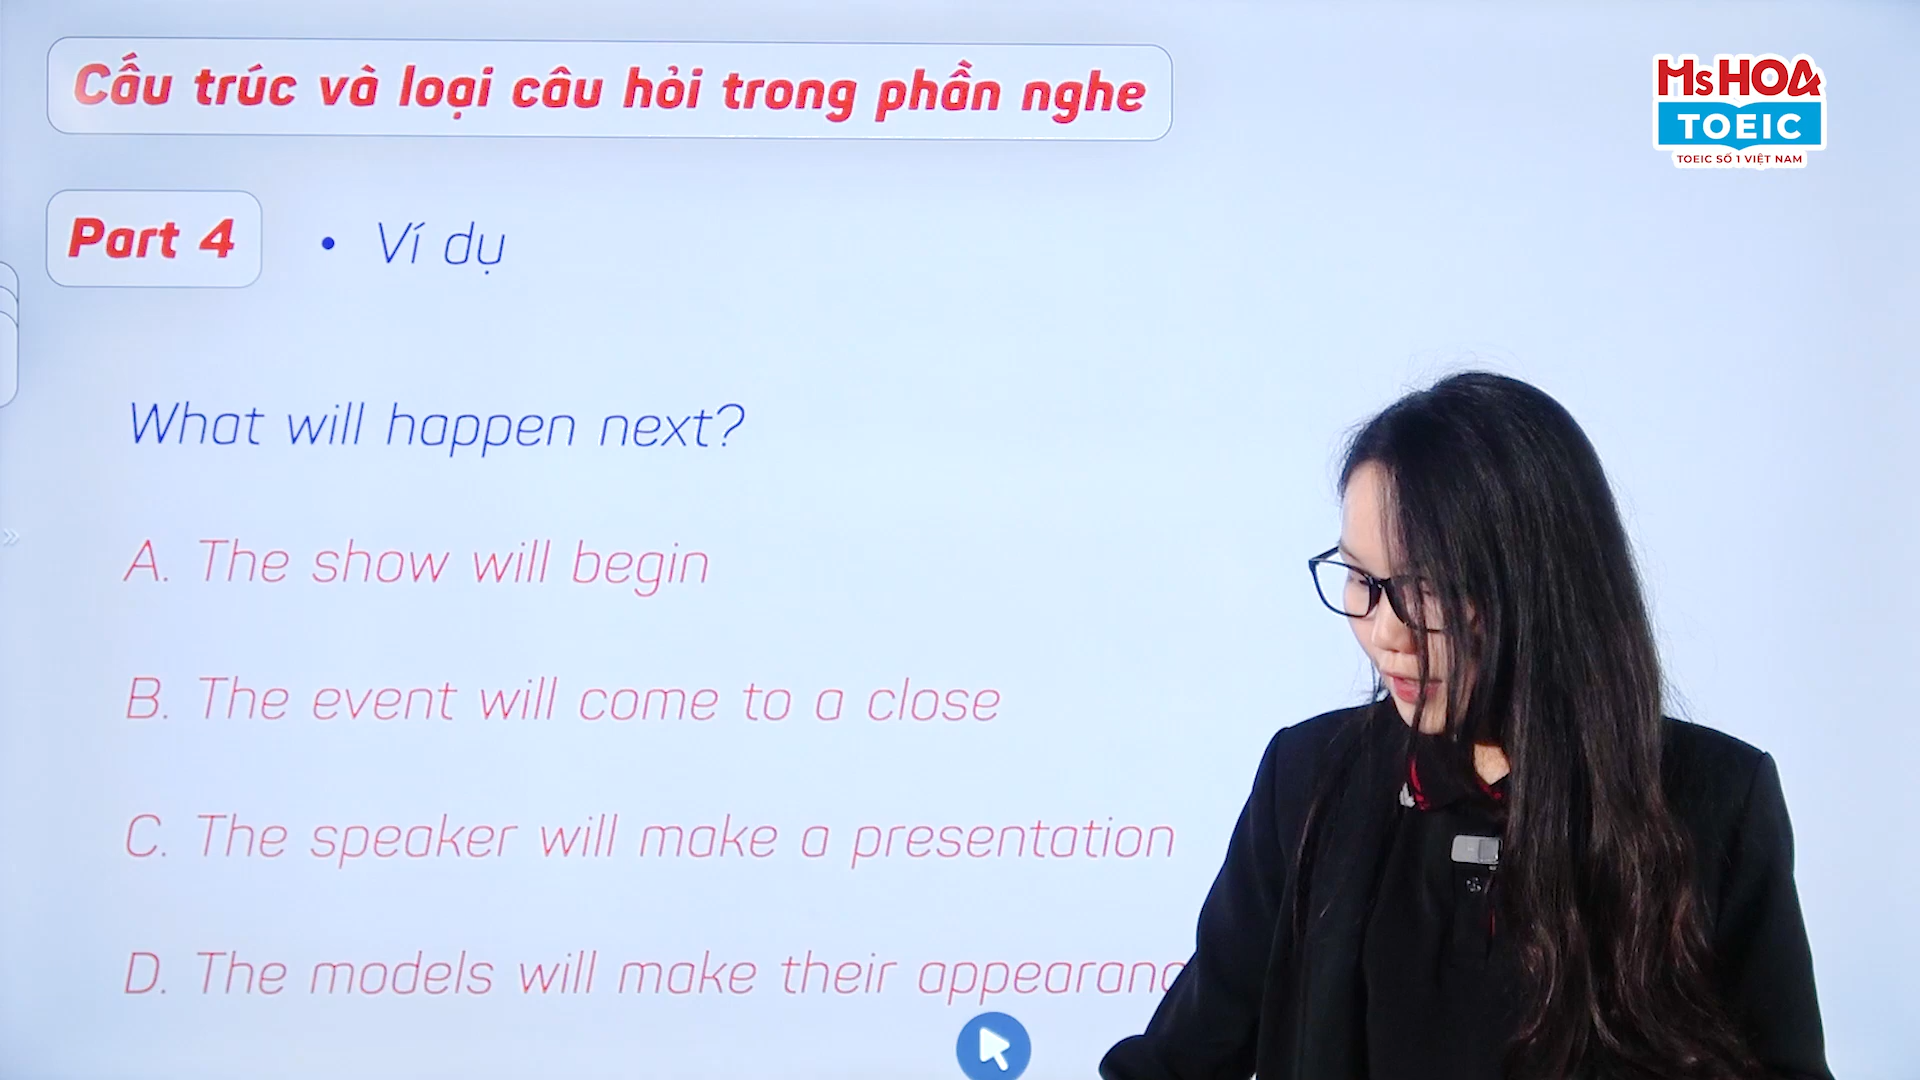 Cấu trúc và loại câu hỏi trong phần nghe
Ms HOA
TOEIC
TOEIC SỐ 1 VIỆT NAM
Part 4
• Ví dụ
What will happen next?
A. The show will begin
B. The event will come to a close
C. The speaker will make a presentation
D. The models will make their